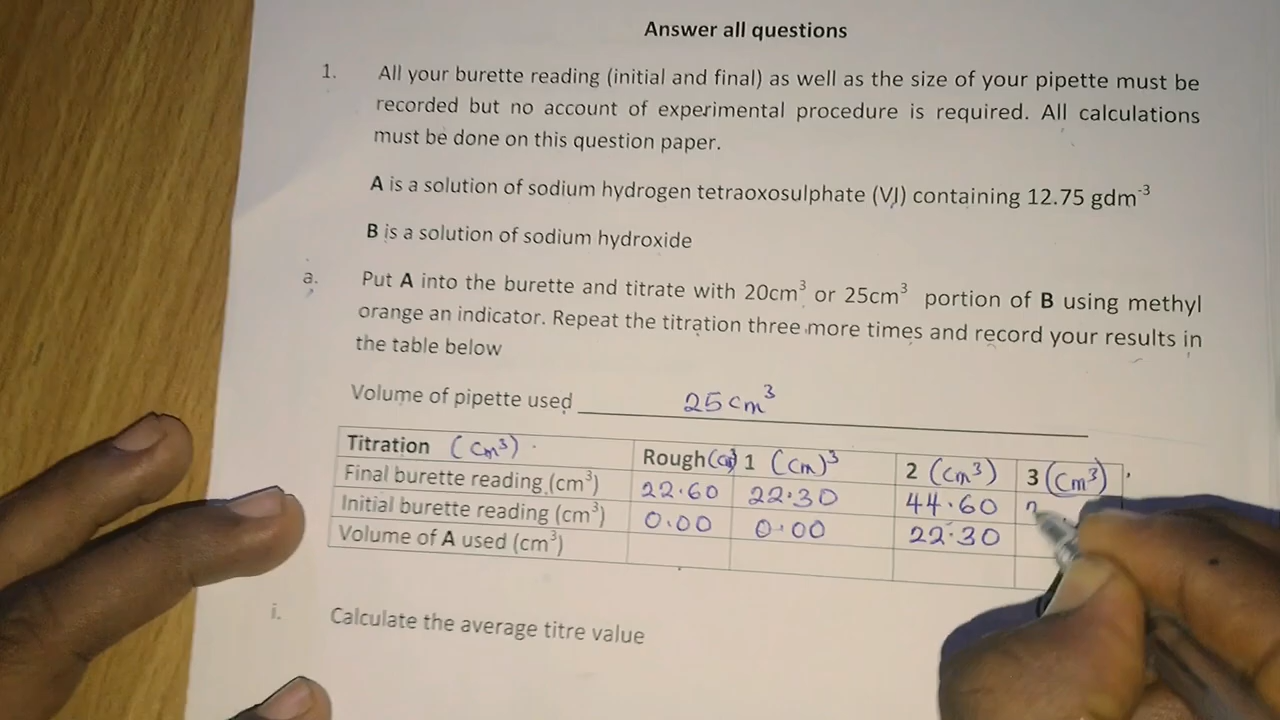 Answer all questions
1. All your burette reading (initial and final) as well as the size of your pipette must be
recorded but no account of experimental procedure is required. All calculations
must be done on this question paper.
A is a solution of sodium hydrogen tetraoxosulphate (VI) containing 12.75 gdm⁻³
B is a solution of sodium hydroxide
a. Put A into the burette and titrate with 20cm³ or 25cm³ portion of B using methyl
orange an indicator. Repeat the titration three more times and record your results in
the table below
Volume of pipette used 25cm³
Titration (cm³) Rough 1 (cm)³ 2 (cm³) 3 (cm³)
Final burette reading (cm³) 22.60 22.30 44.60
Initial burette reading (cm³) 0.00 0.00 22.30
Volume of A used (cm³)
i. Calculate the average titre value